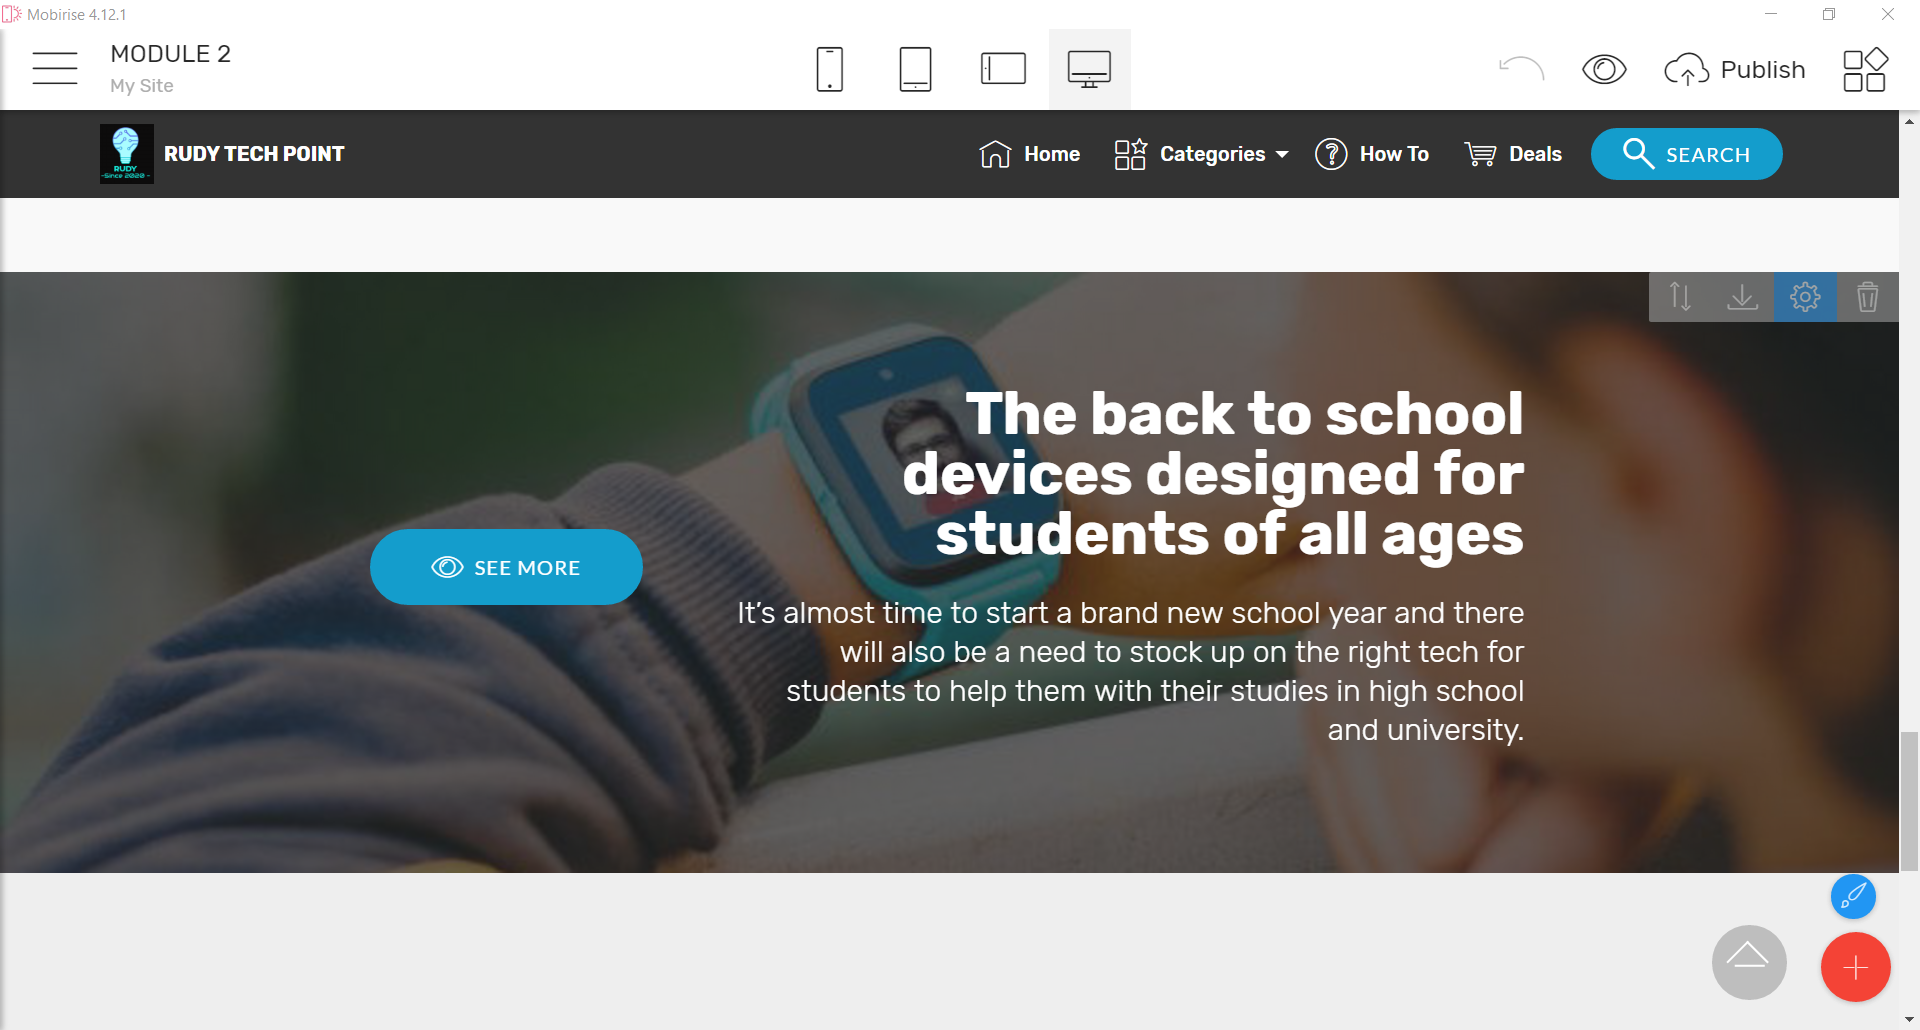 Mobirise 4.12.1
MODULE 2
My Site
Publish
RUDY
-Since 2020-
RUDY TECH POINT
Home
Categories
How To
Deals
SEARCH
The back to school
devices designed for
students of all ages
SEE MORE
It’s almost time to start a brand new school year and there
will also be a need to stock up on the right tech for
students to help them with their studies in high school
and university.